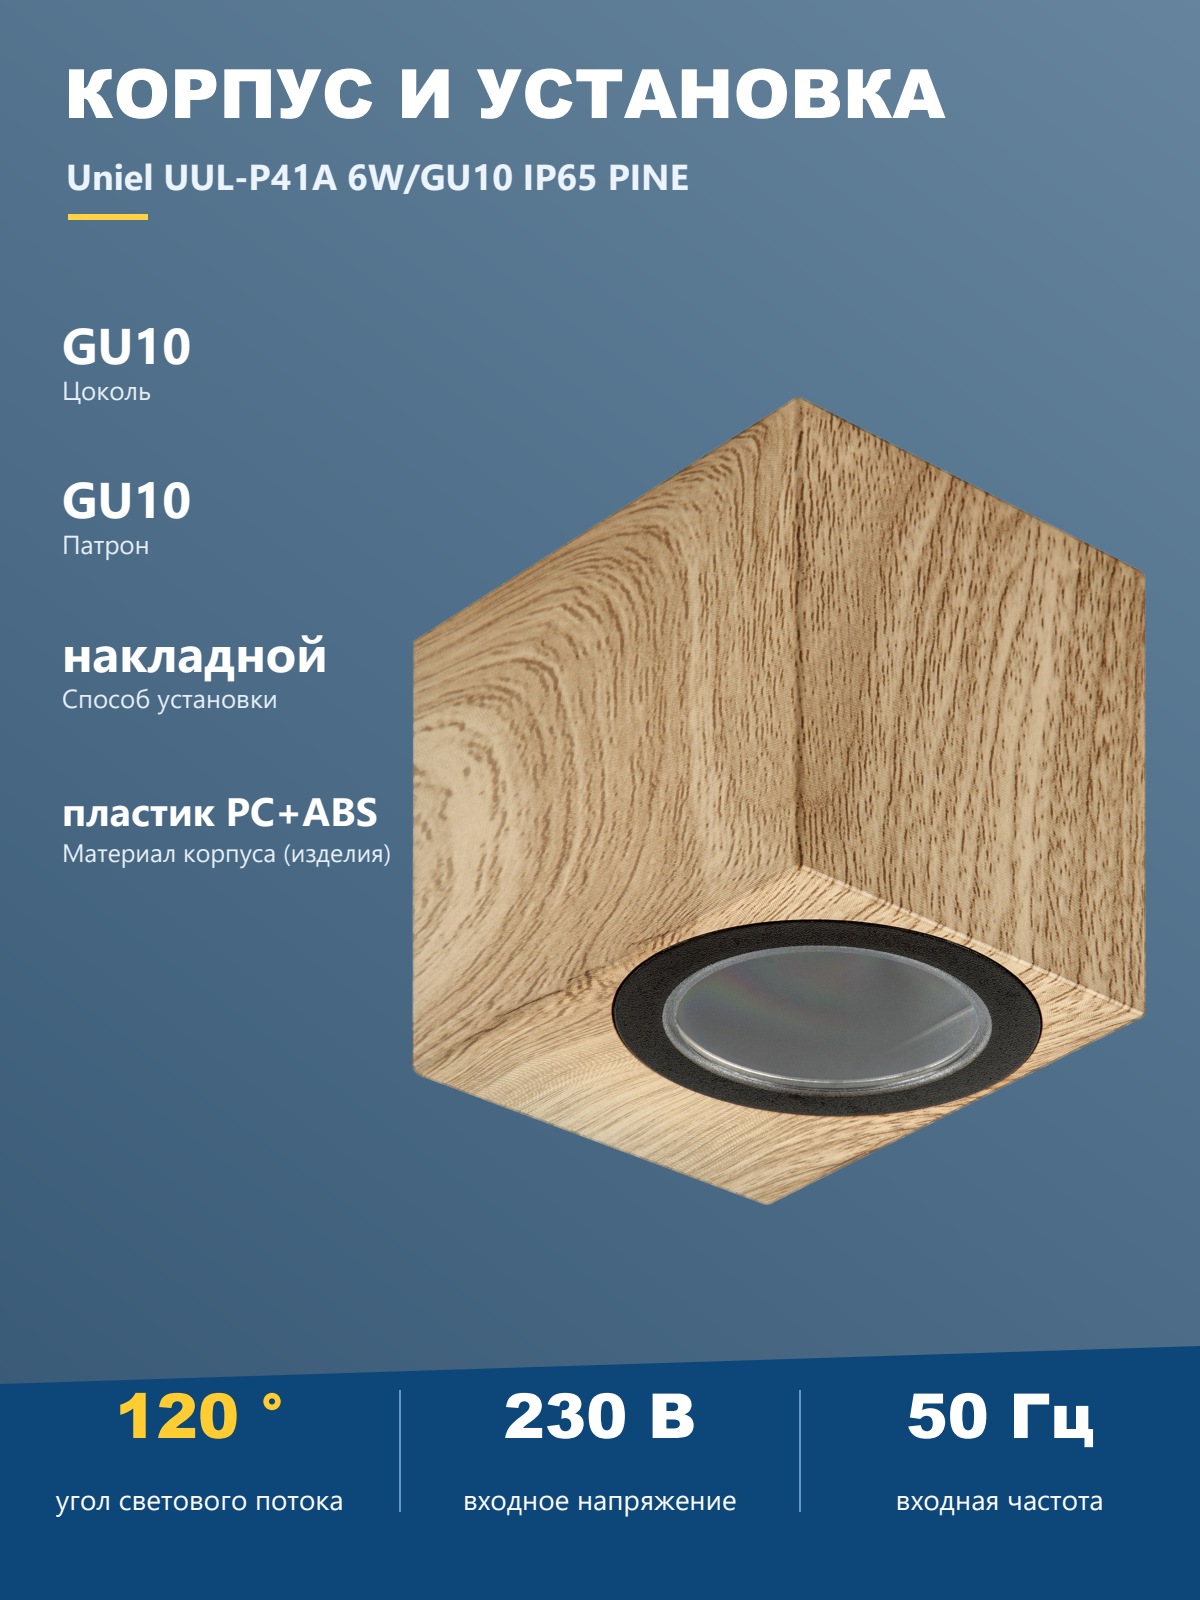 КОРПУС И УСТАНОВКА
Uniel UUL-P41A 6W/GU10 IP65 PINE
GU10
Цоколь
GU10
Патрон
накладной
Способ установки
пластик PC+ABS
Материал корпуса (изделия)
120 °
угол светового потока
230 В
входное напряжение
50 Гц
входная частота